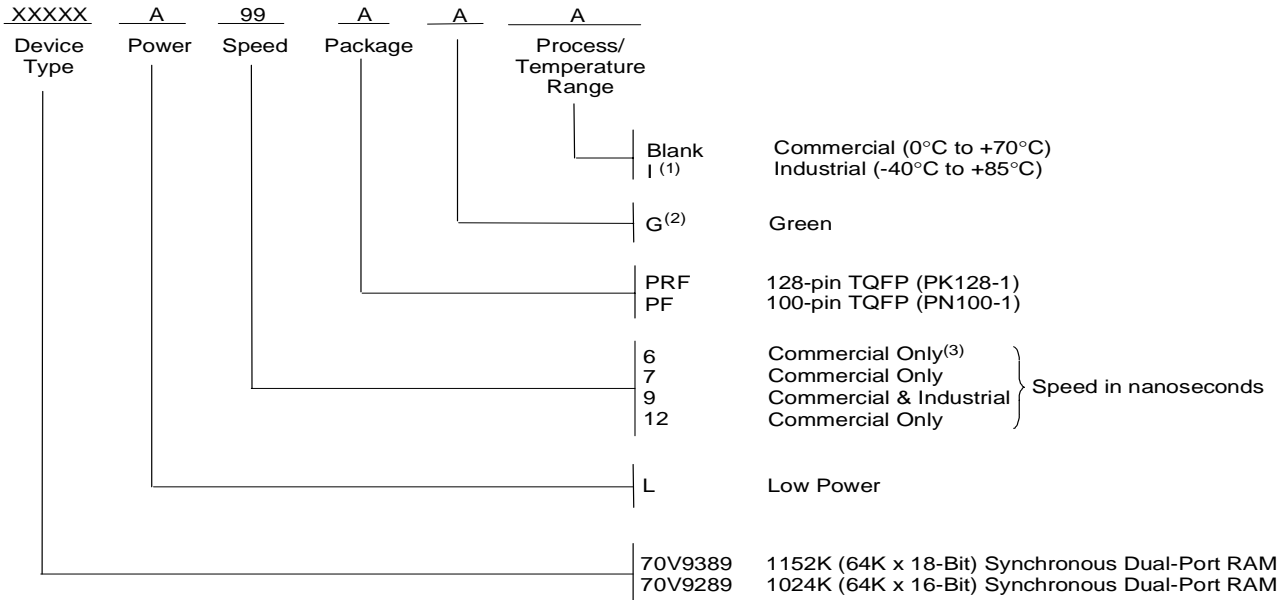 XXXXX A 99 A A A
Device Type Power Speed Package Process/ Temperature Range
Blank Commercial (0°C to +70°C)
I (1) Industrial (-40°C to +85°C)
G(2) Green
PRF 128-pin TQFP (PK128-1)
PF 100-pin TQFP (PN100-1)
6 Commercial Only(3)
7 Commercial Only
9 Commercial & Industrial
12 Commercial Only
Speed in nanoseconds
L Low Power
70V9389 1152K (64K x 18-Bit) Synchronous Dual-Port RAM
70V9289 1024K (64K x 16-Bit) Synchronous Dual-Port RAM